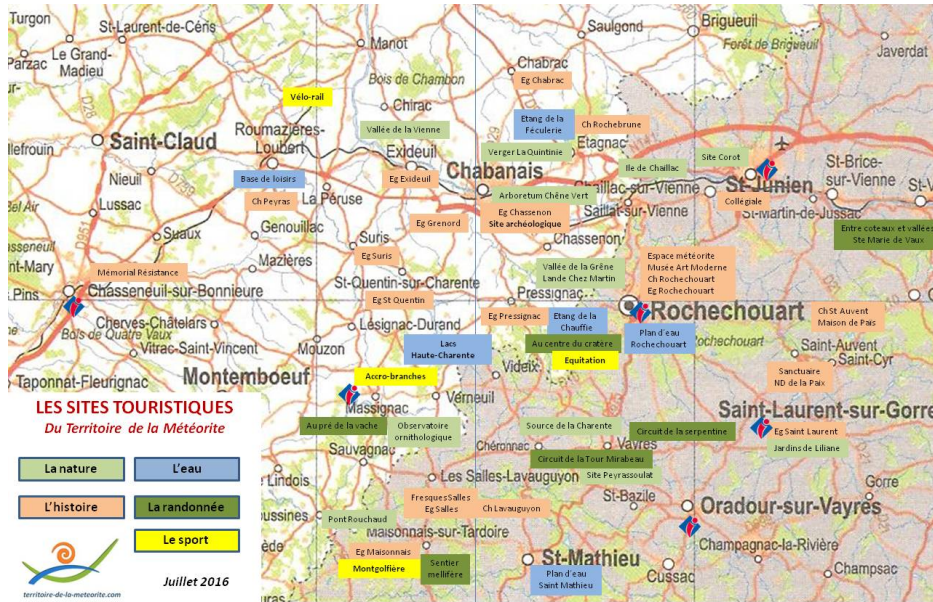 Turgon
St-Laurent-de-Céris
Le Grand-
Madieu
Parzac
Manot
Saulgond
Brigueuil
Forêt de Brigueuil
Javerdat
Bois de Chambon
Chabrac
Eg Chabrac
Vélo-rail
Chirac
Roumazières-
Loubert
Vallée de la Vienne
Etang de la
Féculerie
Ch Rochebrune
Etagnac
Saint-Claud
Exideuil
Verger La Quintinie
Ile de Chaillac
Site Corot
St-Brice-
sur-Vienne
Nieuil
Base de loisirs
Eg Exideuil
Chabanais
Chaillac-sur-Vienne
St-Junien
Lussac
Ch Peyras
La Péruse
Arboretum Chêne Vert
Saillat-sur-Vienne
Collégiale
St-Martin-de-Jussac
Genouillac
Eg Grenord
Eg Chassenon
Site archéologique
Entre coteaux et vallées
Ste Marie de Vaux
Suaux
Suris
Chassenon
Mémorial Résistance
Mazières
Eg Suris
Vallée de la Grêne
Lande Chez Martin
Espace météorite
Musée Art Moderne
Ch Rochechouart
Eg Rochechouart
St-Quentin-sur-Charente
Chasseneuil-sur-Bonnieure
Eg St Quentin
Pressignac
Rochechouart
Bois de Quatre Vaux
Cherves-Châtelars
Lésignac-Durand
Eg Pressignac
Etang de la
Chauffie
Plan d'eau
Rochechouart
Ch St Auvent
Maison de Païs
Vitrac-Saint-Vincent
Mouzon
Lacs
Haute-Charente
Au centre du cratère
Equitation
Saint-Auvent
Saint-Cyr
Taponnat-Fleurignac
Montemboeuf
Accro-branches
Videix
Sanctuaire
ND de la Paix
Massignac
Verneuil
Saint-Laurent-sur-Gorre
LES SITES TOURISTIQUES
Du Territoire de la Météorite
Au pré de la vache
Observatoire
ornithologique
Source de la Charente
Circuit de la serpentine
Eg Saint Laurent
Jardins de Liliane
Sauvagnac
Chéronnac
Vayres
La nature
L'eau
Circuit de la Tour Mirabeau
Site Peyrassoulat
Les Salles-Lavauguyon
St-Bazile
Gorre
L'histoire
La randonnée
Fresques Salles
Eg Salles
Ch Lavauguyon
Oradour-sur-Vayres
Pont Rouchaud
Maisonnais-sur-Tardoire
Le sport
Eg Maisonnais
Montgolfière
Sentier
mellifère
St-Mathieu
Champagnac-la-Rivière
Plan d'eau
Saint Mathieu
Cussac
Champsac
Juillet 2016
territoire-de-la-meteorite.com